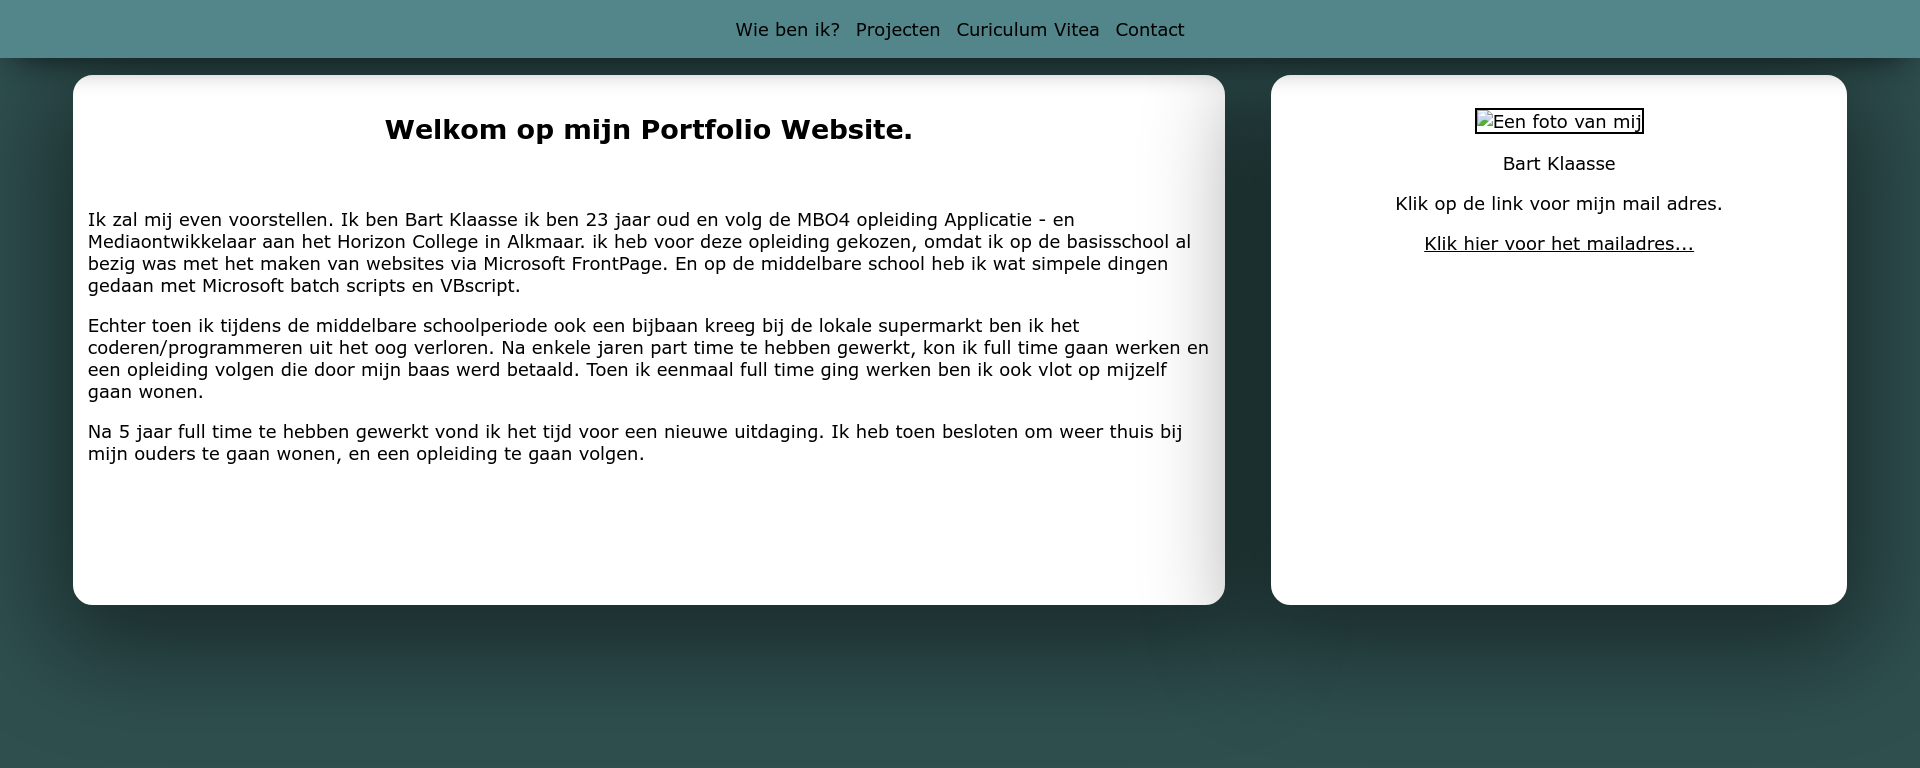 Wie ben ik? Projecten Curiculum Vitea Contact
Welkom op mijn Portfolio Website.
Ik zal mij even voorstellen. Ik ben Bart Klaasse ik ben 23 jaar oud en volg de MBO4 opleiding Applicatie - en
Mediaontwikkelaar aan het Horizon College in Alkmaar. ik heb voor deze opleiding gekozen, omdat ik op de basisschool al
bezig was met het maken van websites via Microsoft FrontPage. En op de middelbare school heb ik wat simpele dingen
gedaan met Microsoft batch scripts en VBscript.
Echter toen ik tijdens de middelbare schoolperiode ook een bijbaan kreeg bij de lokale supermarkt ben ik het
coderen/programmeren uit het oog verloren. Na enkele jaren part time te hebben gewerkt, kon ik full time gaan werken en
een opleiding volgen die door mijn baas werd betaald. Toen ik eenmaal full time ging werken ben ik ook vlot op mijzelf
gaan wonen.
Na 5 jaar full time te hebben gewerkt vond ik het tijd voor een nieuwe uitdaging. Ik heb toen besloten om weer thuis bij
mijn ouders te gaan wonen, en een opleiding te gaan volgen.
Een foto van mij
Bart Klaasse
Klik op de link voor mijn mail adres.
Klik hier voor het mailadres...